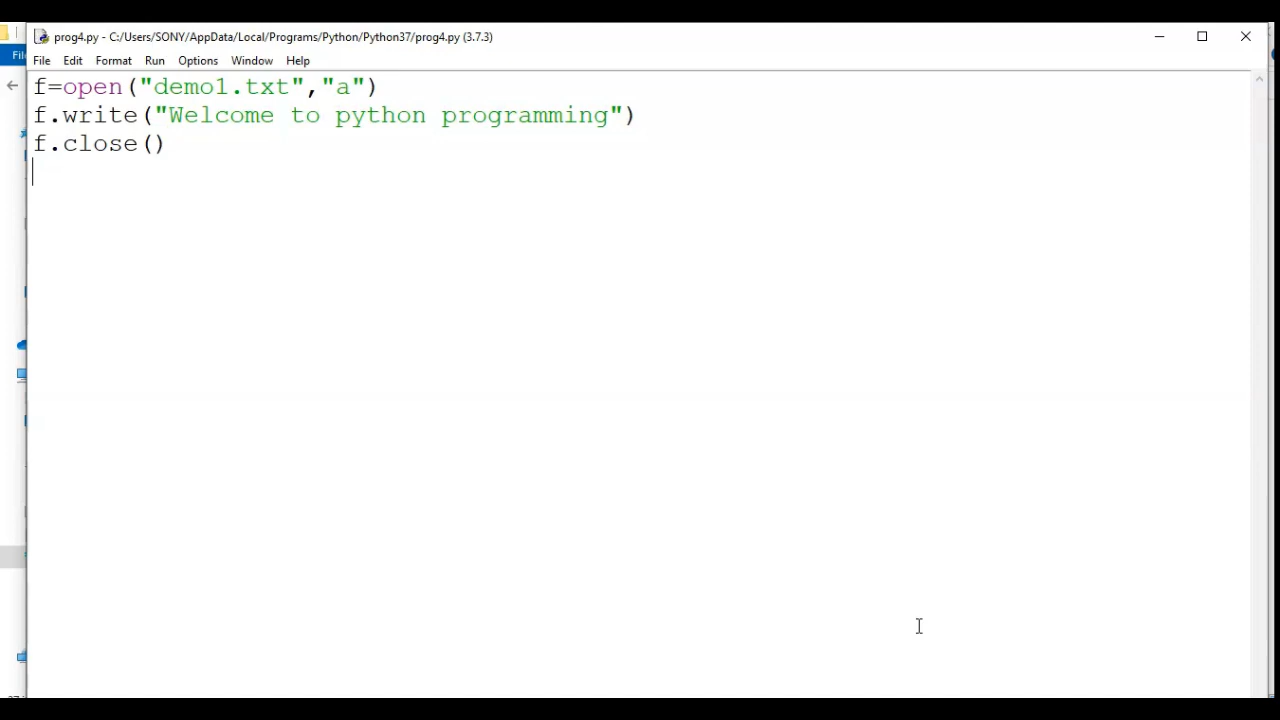 prog4.py - C:/Users/SONY/AppData/Local/Programs/Python/Python37/prog4.py (3.7.3)
File Edit Format Run Options Window Help
f=open("demo1.txt","a")
f.write("Welcome to python programming")
f.close()